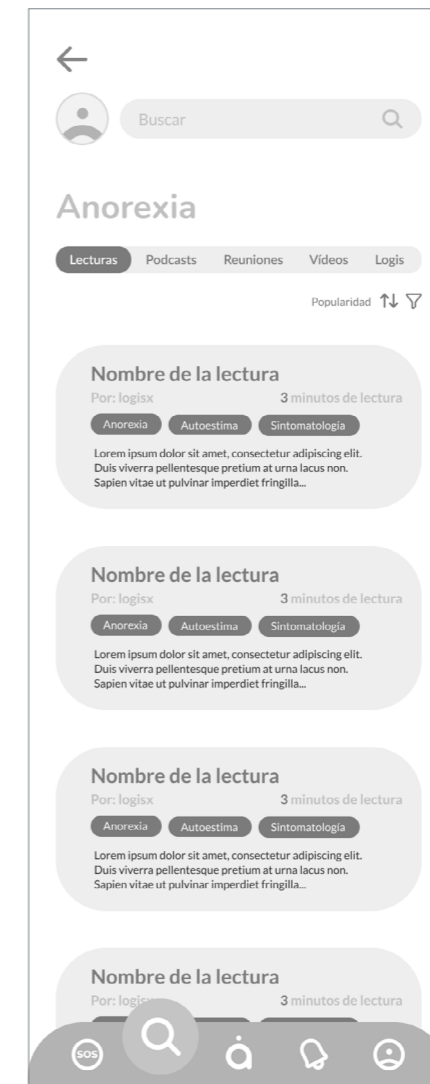 Buscar
Anorexia
Lecturas Podcasts Reuniones Vídeos Logis
Popularidad
Nombre de la lectura
Por: logisx 3 minutos de lectura
Anorexia Autoestima Sintomatología
Lorem ipsum dolor sit amet, consectetur adipiscing elit.
Duis viverra pellentesque pretium at urna lacus non.
Sapien vitae ut pulvinar imperdiet fringilla...
Nombre de la lectura
Por: logisx 3 minutos de lectura
Anorexia Autoestima Sintomatología
Lorem ipsum dolor sit amet, consectetur adipiscing elit.
Duis viverra pellentesque pretium at urna lacus non.
Sapien vitae ut pulvinar imperdiet fringilla...
Nombre de la lectura
Por: logisx 3 minutos de lectura
Anorexia Autoestima Sintomatología
Lorem ipsum dolor sit amet, consectetur adipiscing elit.
Duis viverra pellentesque pretium at urna lacus non.
Sapien vitae ut pulvinar imperdiet fringilla...
Nombre de la lectura
Por: 3 minutos de lectura
SOS